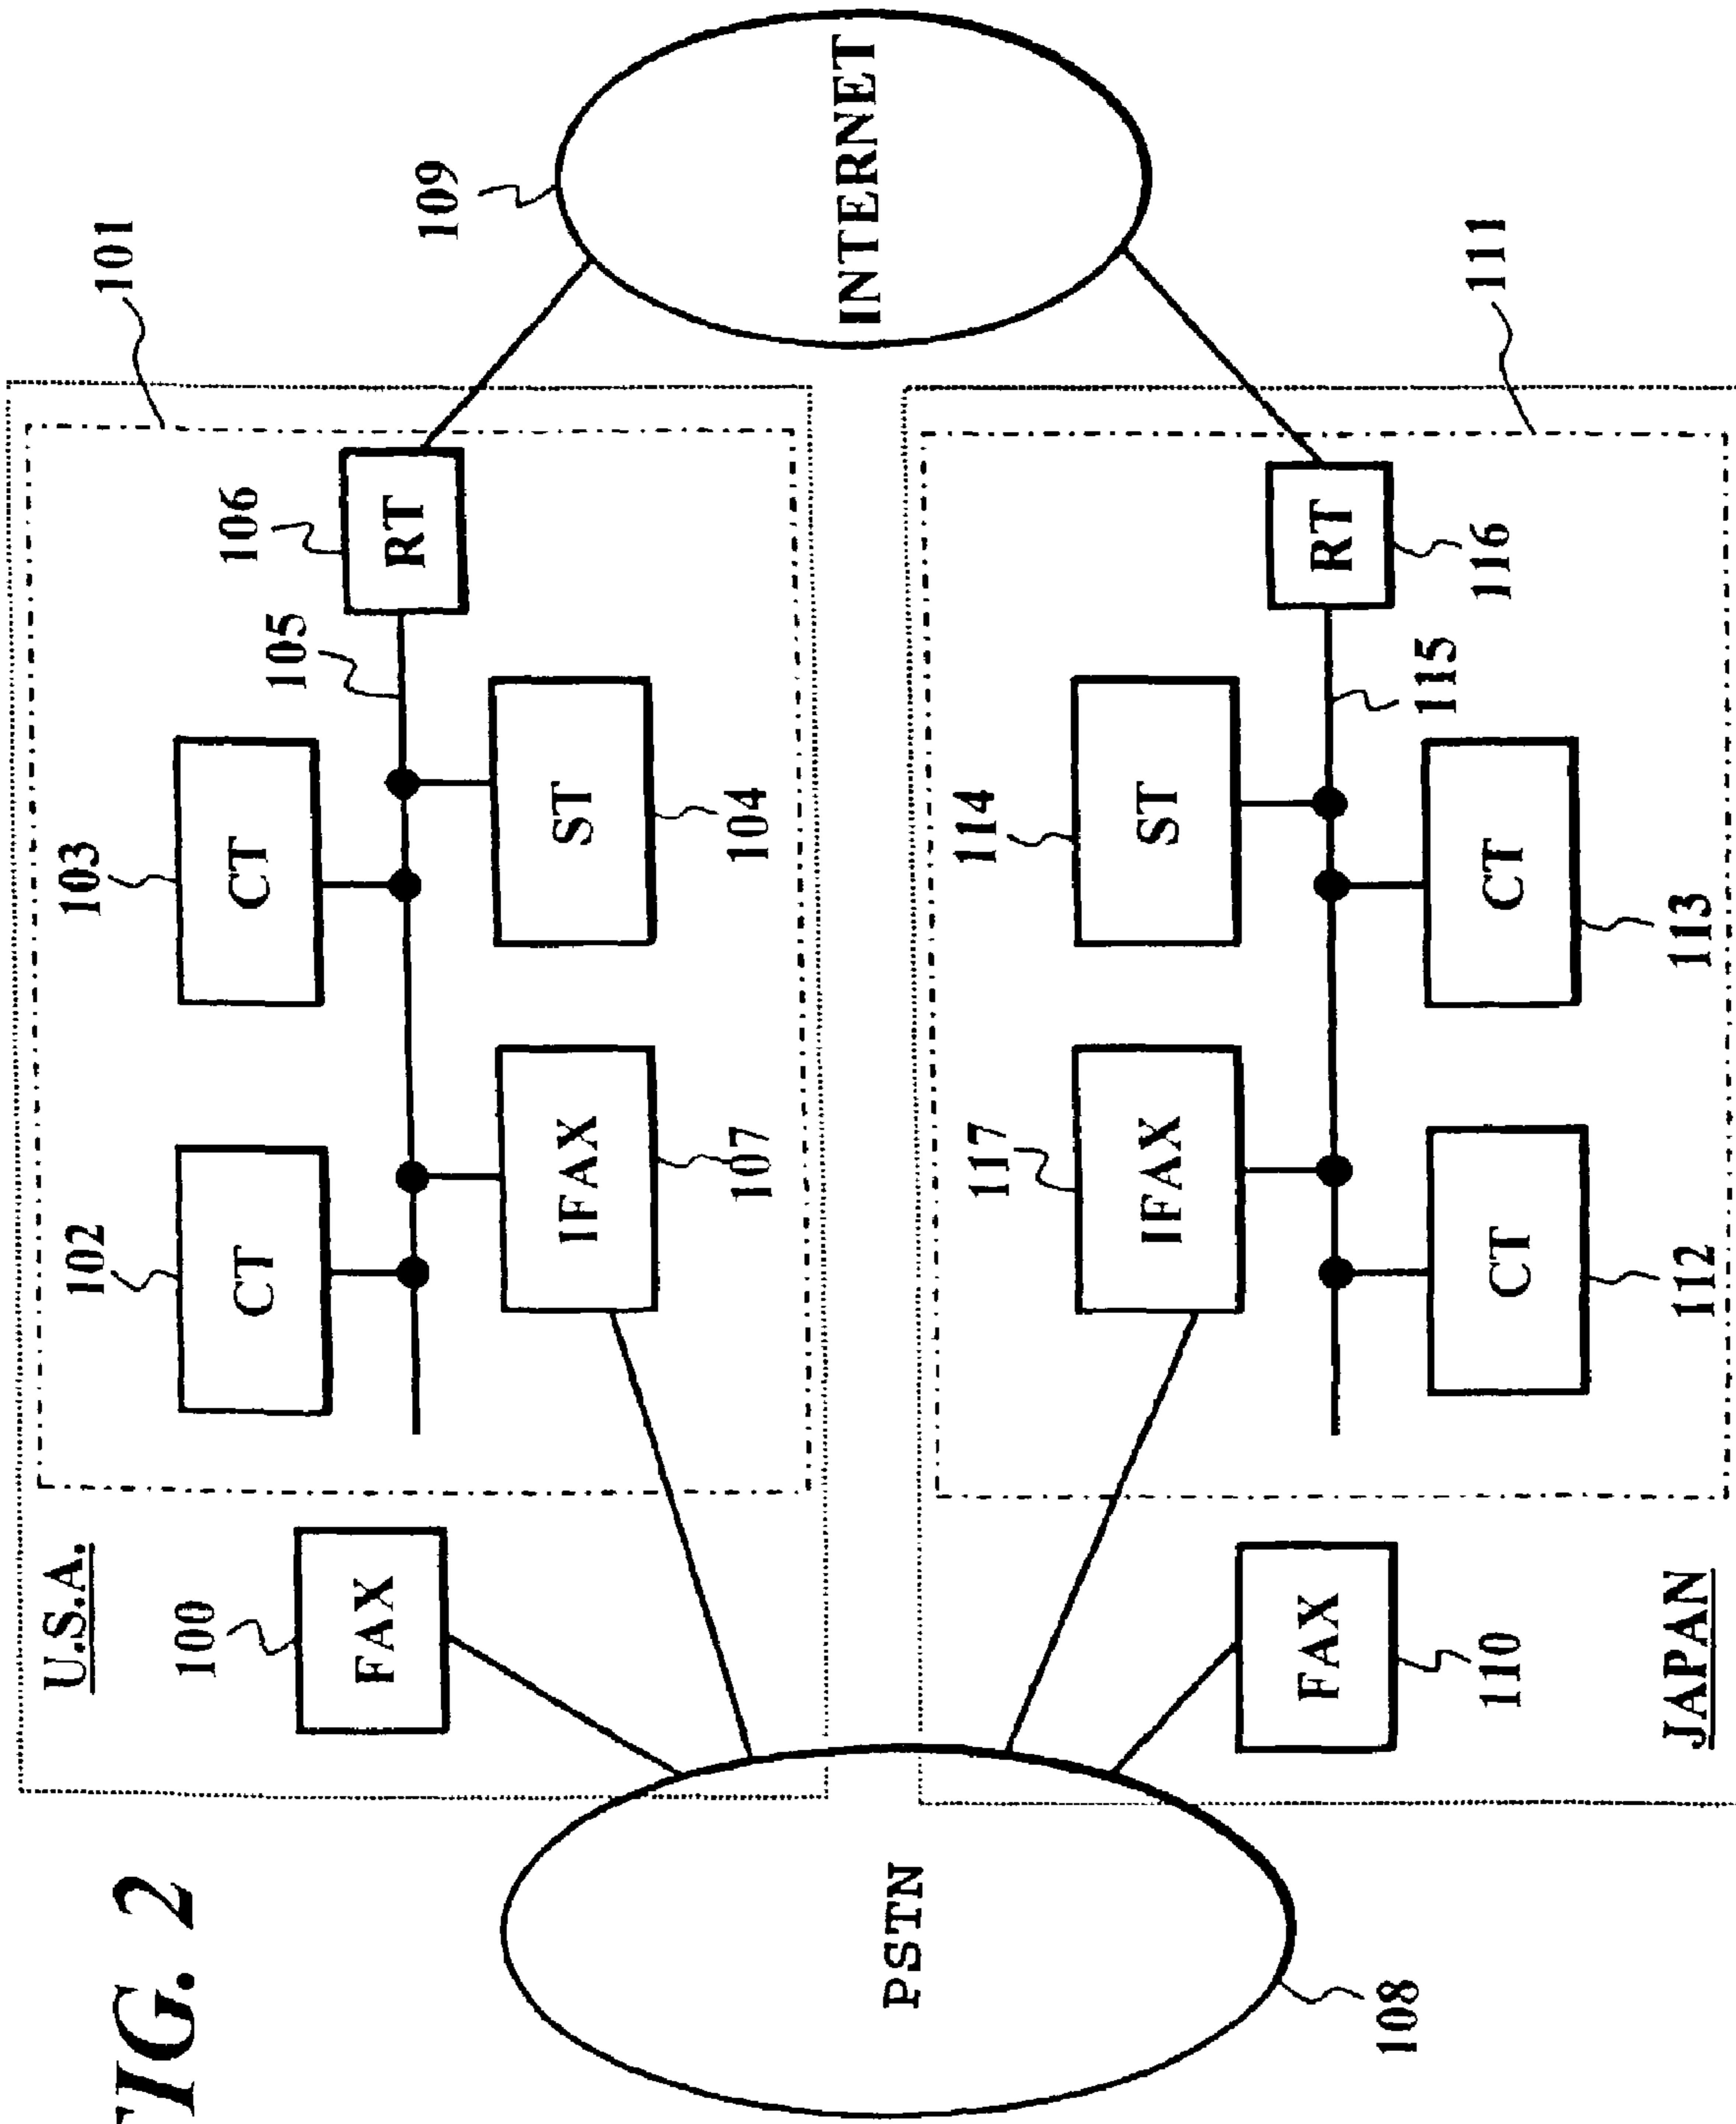 FIG. 2
U.S.A.
100
FAX
101
102
CT
103
CT
104
ST
105
106
RT
107
IFAX
PSTN
108
109
INTERNET
JAPAN
110
FAX
111
117
IFAX
114
ST
112
CT
113
CT
115
116
RT